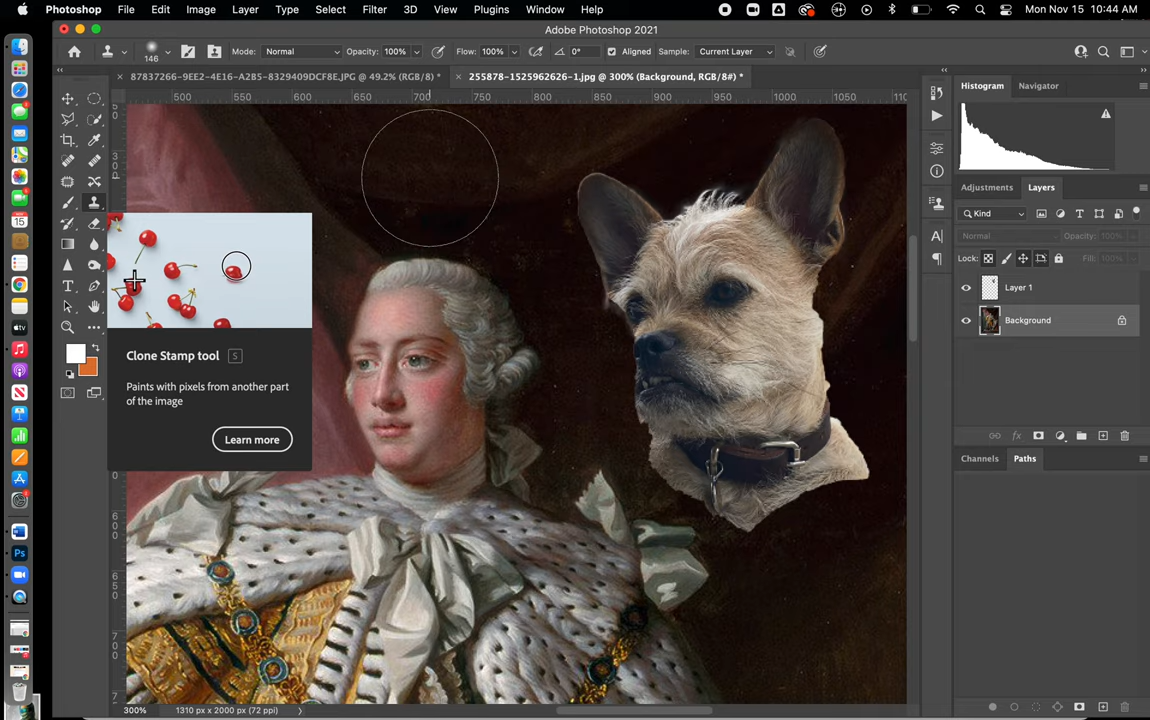 Photoshop File Edit Image Layer Type Select Filter 3D View Plugins Window Help Mon Nov 15 10:44 AM
Adobe Photoshop 2021
146 Mode: Normal Opacity: 100% Flow: 100% 0° Aligned Sample: Current Layer
87837266-9EE2-4E16-A2B5-8329409DCF8E.JPG @ 49.2% (RGB/8) * 255878-1525962626-1.jpg @ 300% (Background, RGB/8#) *
500 550 600 650 700 750 800 850 900 950 1000 1050
Histogram Navigator
Adjustments Layers
Kind
Normal Opacity: 100%
Lock: Fill: 100%
Layer 1
Background
Clone Stamp tool S
Paints with pixels from another part
of the image
Learn more
Channels Paths
300% 1310 px x 2000 px (72 ppi)